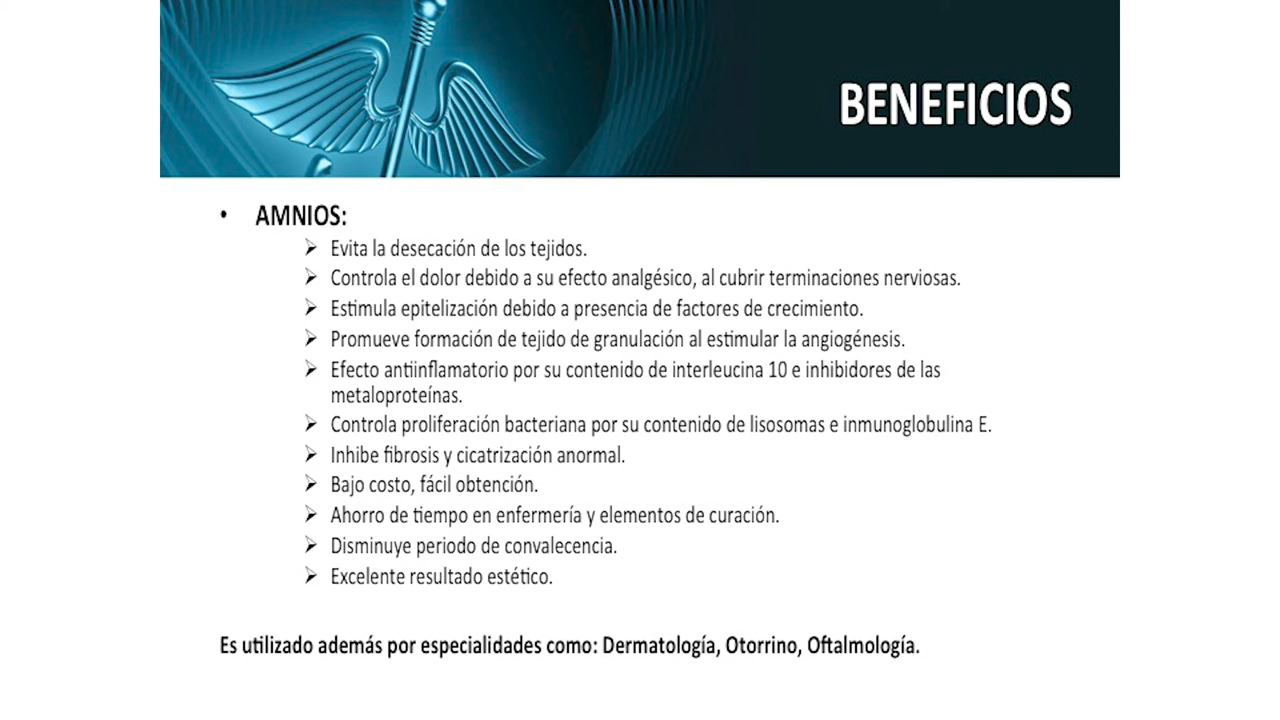 BENEFICIOS
• AMNIOS:
➢ Evita la desecación de los tejidos.
➢ Controla el dolor debido a su efecto analgésico, al cubrir terminaciones nerviosas.
➢ Estimula epitelización debido a presencia de factores de crecimiento.
➢ Promueve formación de tejido de granulación al estimular la angiogénesis.
➢ Efecto antiinflamatorio por su contenido de interleucina 10 e inhibidores de las
metaloproteínas.
➢ Controla proliferación bacteriana por su contenido de lisosomas e inmunoglobulina E.
➢ Inhibe fibrosis y cicatrización anormal.
➢ Bajo costo, fácil obtención.
➢ Ahorro de tiempo en enfermería y elementos de curación.
➢ Disminuye periodo de convalecencia.
➢ Excelente resultado estético.
Es utilizado además por especialidades como: Dermatología, Otorrino, Oftalmología.